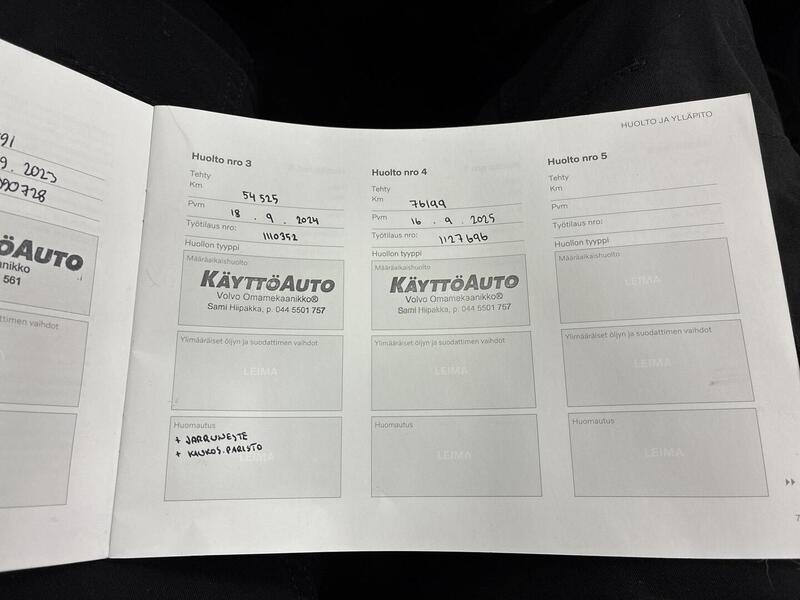 HUOLTO JA YLLÄPITO
91
9. 2023
090728
ÖAUTO
anikko
561
ttimen vaihdot
Huolto nro 3
Tehty
Km
54 525
Pvm
18 . 9 . 2024
Työtilaus nro:
1110352
Huollon tyyppi
Määräaikaishuolto
KÄYTTÖAUTO
Volvo Omamekaanikko®
Sami Hiipakka, p. 044 5501 757
Ylimääräiset öljyn ja suodattimen vaihdot
LEIMA
Huomautus
+ JARRUNESTE
+ KAUKOS.PARISTO
LEIMA
Huolto nro 4
Tehty
Km
76199
Pvm
16 . 9 . 2025
Työtilaus nro:
1127696
Huollon tyyppi
Määräaikaishuolto
KÄYTTÖAUTO
Volvo Omamekaanikko®
Sami Hiipakka, p. 044 5501 757
Ylimääräiset öljyn ja suodattimen vaihdot
LEIMA
Huomautus
LEIMA
Huolto nro 5
Tehty
Km
Pvm
Työtilaus nro:
Huollon tyyppi
Määräaikaishuolto
LEIMA
Ylimääräiset öljyn ja suodattimen vaihdot
LEIMA
Huomautus
LEIMA
7